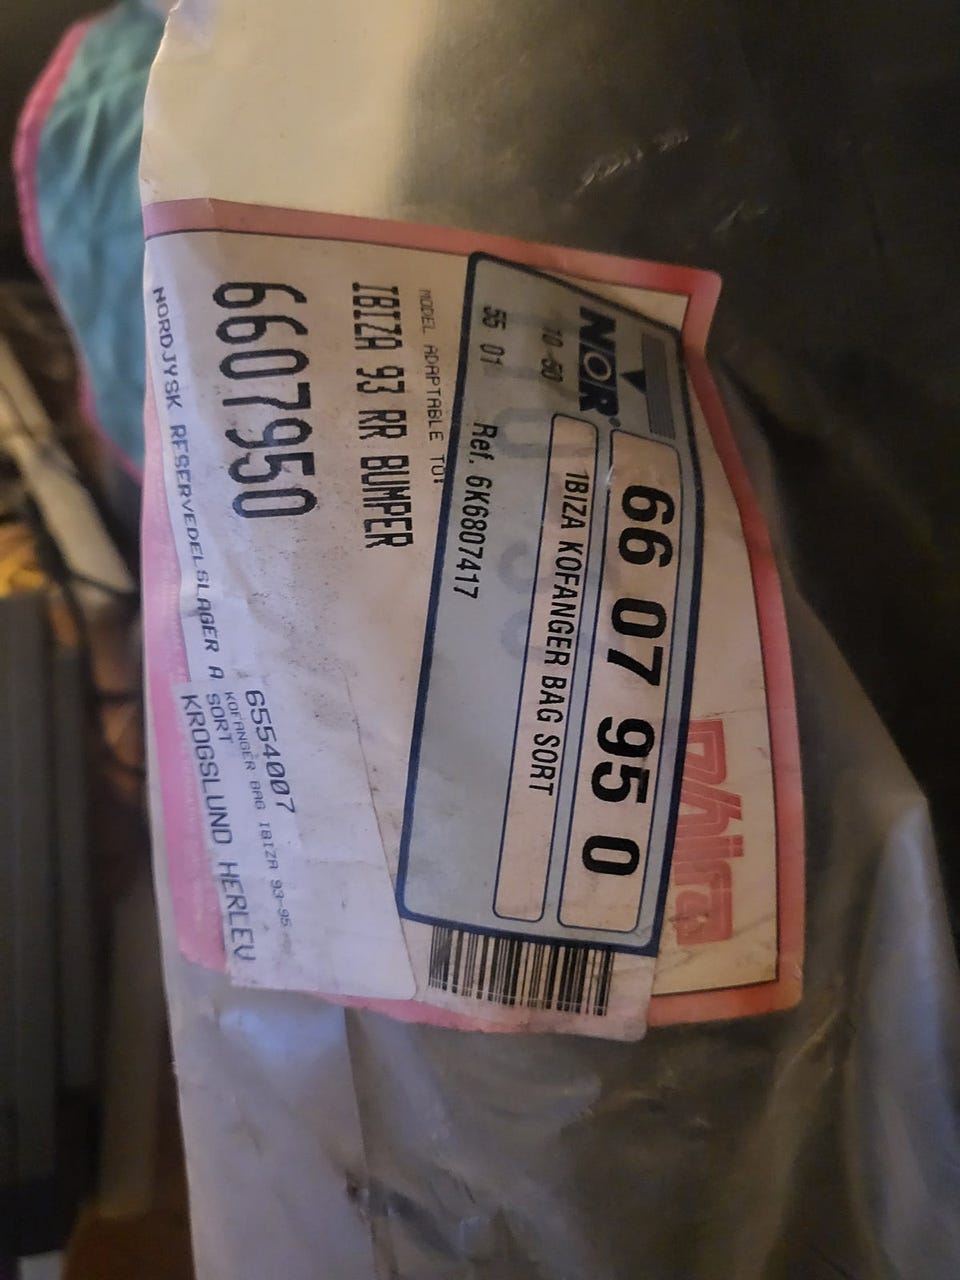 Phira
NOR
66 07 95 0
10-50
IBIZA KOFANGER BAG SORT
55 01
Ref. 6K6807417
MODEL ADAPTABLE TO:
IBIZA 93 RR BUMPER
6607950
NORDJYSK RESERVEDELSLAGER A
6554007
KOFANGER BAG IBIZA 93-95
SORT
KROGSLUND HERLEV